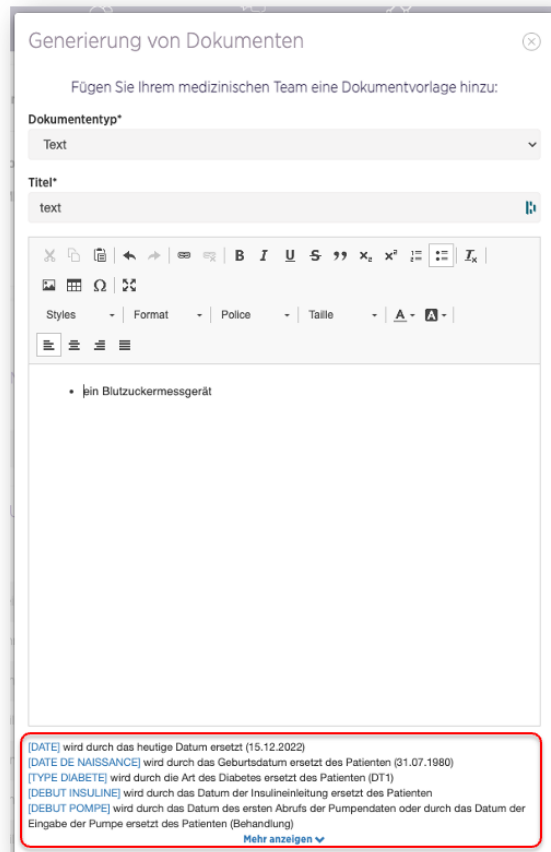 Generierung von Dokumenten
Fügen Sie Ihrem medizinischen Team eine Dokumentvorlage hinzu:
Dokumententyp*
Text
Titel*
text
B I U S x₂ x² Iₓ
Ω
Styles Format Police Taille A A
• ein Blutzuckermessgerät
[DATE] wird durch das heutige Datum ersetzt (15.12.2022)
[DATE DE NAISSANCE] wird durch das Geburtsdatum ersetzt des Patienten (31.07.1980)
[TYPE DIABETE] wird durch die Art des Diabetes ersetzt des Patienten (DT1)
[DEBUT INSULINE] wird durch das Datum der Insulineinleitung ersetzt des Patienten
[DEBUT POMPE] wird durch das Datum des ersten Abrufs der Pumpendaten oder durch das Datum der
Eingabe der Pumpe ersetzt des Patienten (Behandlung)
Mehr anzeigen